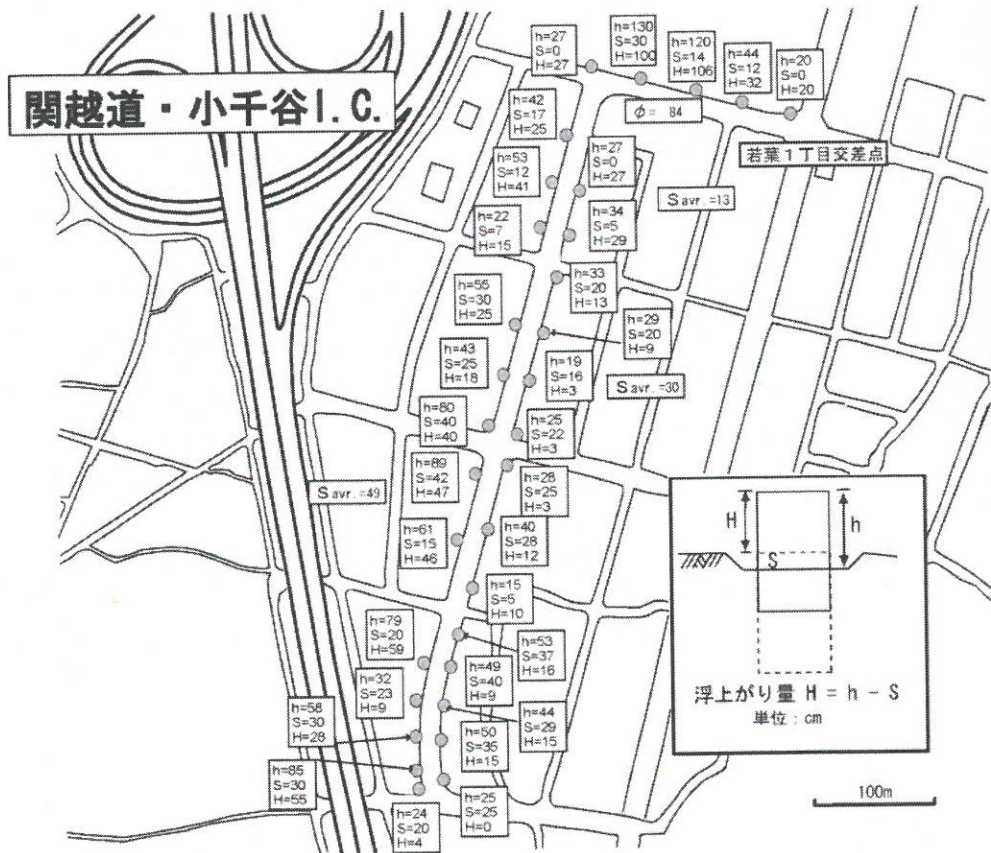 関越道・小千谷I.C.
h=27
S=0
H=27
h=130
S=30
H=100
h=120
S=14
H=106
h=44
S=12
H=32
h=20
S=0
H=20
φ= 84
若葉1丁目交差点
h=42
S=17
H=25
h=53
S=12
H=41
h=27
S=0
H=27
S avr.=13
h=22
S=7
H=15
h=34
S=5
H=29
h=33
S=20
H=13
h=55
S=30
H=25
h=29
S=20
H=9
h=43
S=25
H=18
h=19
S=16
H=3
S avr.=30
h=80
S=40
H=40
h=25
S=22
H=3
h=89
S=42
H=47
h=28
S=25
H=3
S avr.=49
h=61
S=15
H=46
h=40
S=28
H=12
h=15
S=5
H=10
h=79
S=20
H=59
h=53
S=37
H=16
h=49
S=40
H=9
h=32
S=23
H=9
h=44
S=29
H=15
h=58
S=30
H=28
h=50
S=35
H=15
h=85
S=30
H=55
h=25
S=25
H=0
h=24
S=20
H=4
H
h
S
浮上がり量 H = h - S
単位：cm
100m